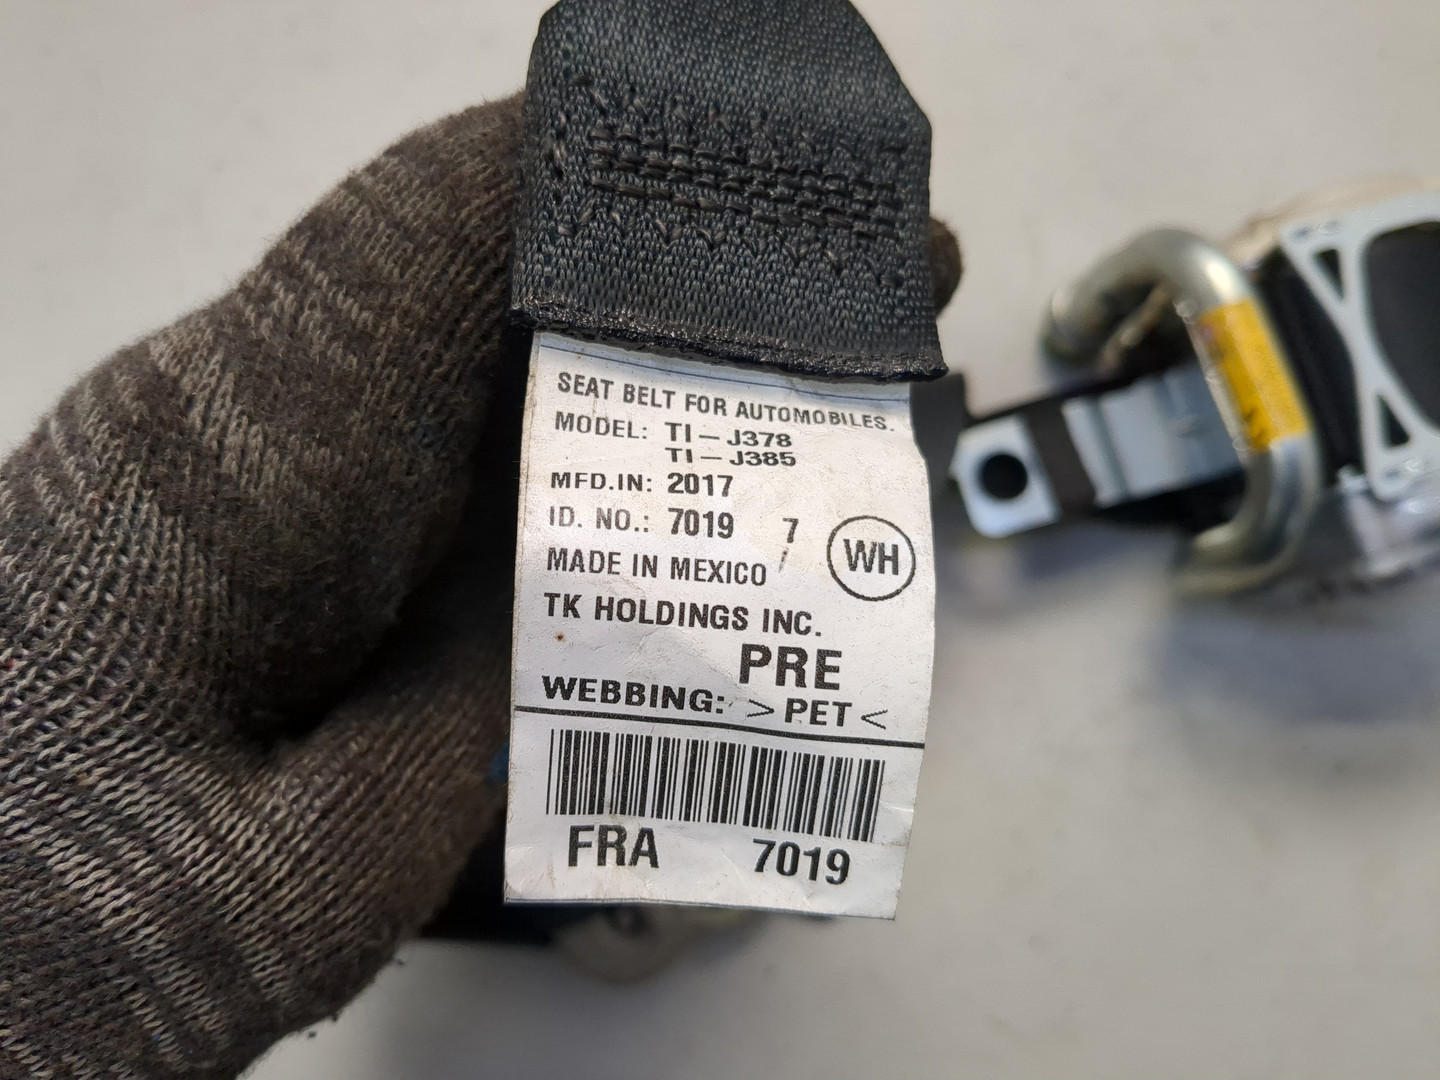 SEAT BELT FOR AUTOMOBILES.
MODEL: TI-J378
TI-J385
MFD.IN: 2017
ID. NO.: 7019 7
MADE IN MEXICO
WH
TK HOLDINGS INC.
PRE
WEBBING: >PET<
FRA 7019